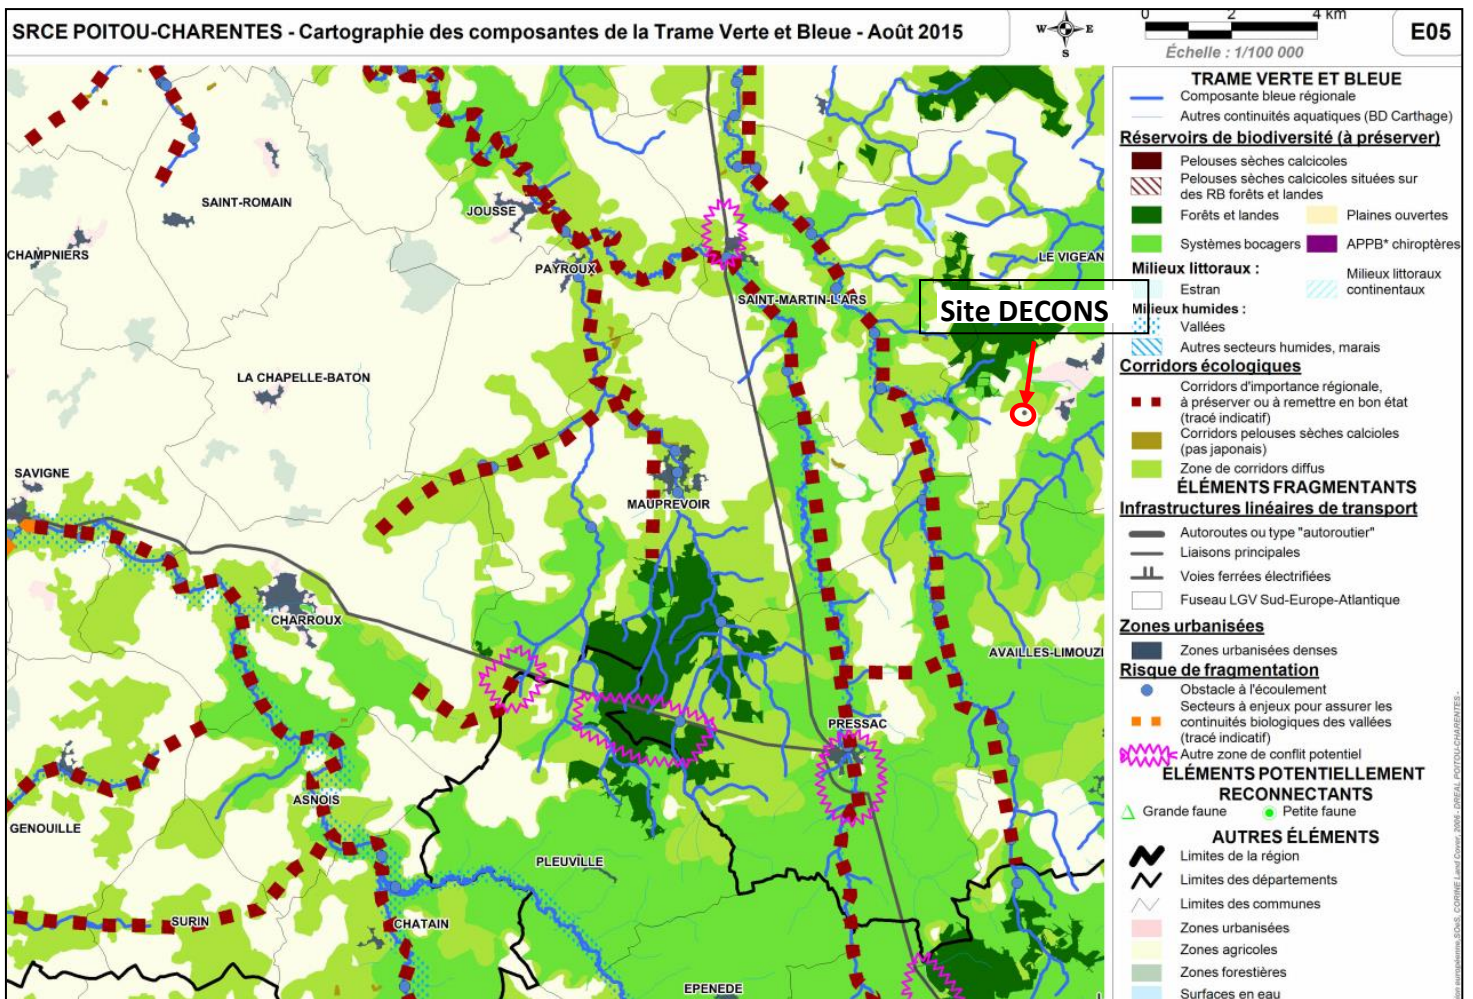 SRCE POITOU-CHARENTES - Cartographie des composantes de la Trame Verte et Bleue - Août 2015
W E
S
0 2 4 km
Échelle : 1/100 000
E05
SAINT-ROMAIN
JOUSSE
CHAMPNIERS
PAYROUX
LE VIGEAN
SAINT-MARTIN-L'ARS
Site DECONS
LA CHAPELLE-BATON
SAVIGNE
MAUPREVOIR
CHARROUX
AVAILLES-LIMOUZI
PRESSAC
ASNOIS
GENOUILLE
PLEUVILLE
SURIN
CHATAIN
EPENEDE
TRAME VERTE ET BLEUE
Composante bleue régionale
Autres continuités aquatiques (BD Carthage)
Réservoirs de biodiversité (à préserver)
Pelouses sèches calcicoles
Pelouses sèches calcicoles situées sur
des RB forêts et landes
Forêts et landes
Plaines ouvertes
Systèmes bocagers
APPB* chiroptères
Milieux littoraux :
Estran
Milieux littoraux
continentaux
Milieux humides :
Vallées
Autres secteurs humides, marais
Corridors écologiques
Corridors d'importance régionale,
à préserver ou à remettre en bon état
(tracé indicatif)
Corridors pelouses sèches calcioles
(pas japonais)
Zone de corridors diffus
ÉLÉMENTS FRAGMENTANTS
Infrastructures linéaires de transport
Autoroutes ou type "autoroutier"
Liaisons principales
Voies ferrées électrifiées
Fuseau LGV Sud-Europe-Atlantique
Zones urbanisées
Zones urbanisées denses
Risque de fragmentation
Obstacle à l'écoulement
Secteurs à enjeux pour assurer les
continuités biologiques des vallées
(tracé indicatif)
Autre zone de conflit potentiel
ÉLÉMENTS POTENTIELLEMENT
RECONNECTANTS
Grande faune
Petite faune
AUTRES ÉLÉMENTS
Limites de la région
Limites des départements
Limites des communes
Zones urbanisées
Zones agricoles
Zones forestières
Surfaces en eau
européenne,SOeS, CORINE Land Cover, 2006 - DREAL POITOU-CHARENTES -